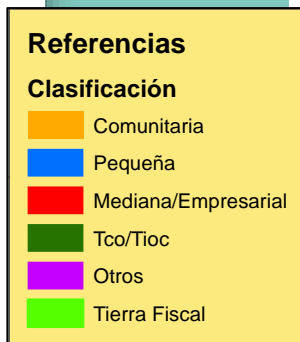 Referencias
Clasificación
Comunitaria
Pequeña
Mediana/Empresarial
Tco/Tioc
Otros
Tierra Fiscal